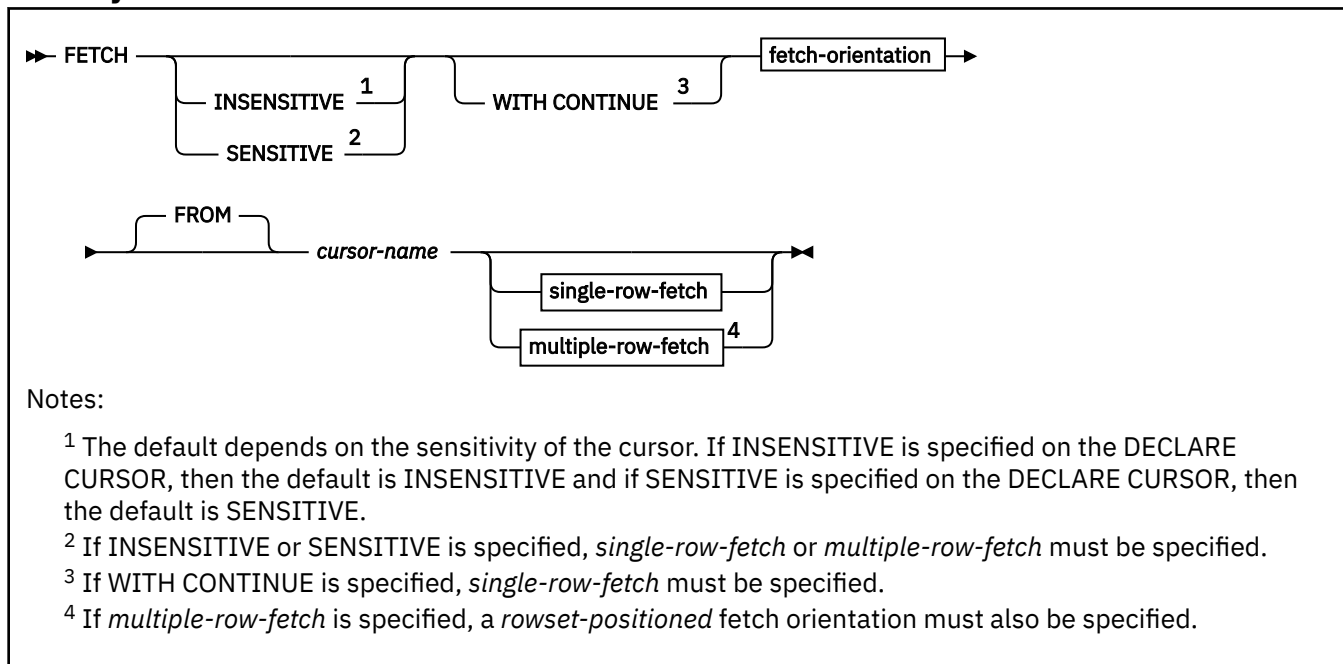 FETCH
INSENSITIVE 1
SENSITIVE 2
WITH CONTINUE 3
fetch-orientation
FROM
cursor-name
single-row-fetch
multiple-row-fetch 4
Notes:
1 The default depends on the sensitivity of the cursor. If INSENSITIVE is specified on the DECLARE
CURSOR, then the default is INSENSITIVE and if SENSITIVE is specified on the DECLARE CURSOR, then
the default is SENSITIVE.
2 If INSENSITIVE or SENSITIVE is specified, single-row-fetch or multiple-row-fetch must be specified.
3 If WITH CONTINUE is specified, single-row-fetch must be specified.
4 If multiple-row-fetch is specified, a rowset-positioned fetch orientation must also be specified.